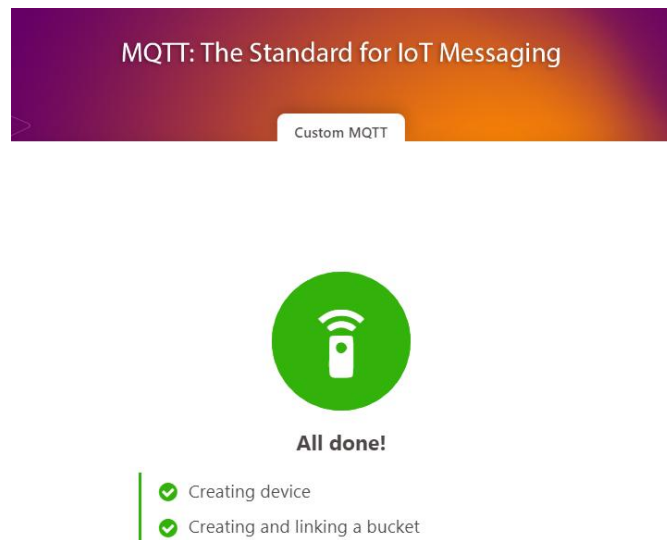 MQTT: The Standard for IoT Messaging
Custom MQTT
All done!
Creating device
Creating and linking a bucket